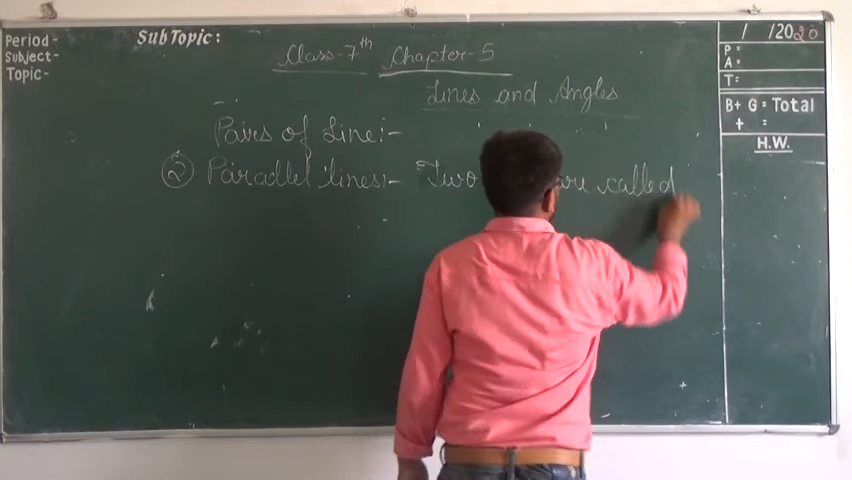 Period-
Subject-
Topic-
Sub Topic:
Class-7th Chapter-5
Lines and Angles
Pairs of Line:-
② Parallel lines:- Two are called
/ /2020
P:
A:
T:
B+ G = Total
+ =
H.W.